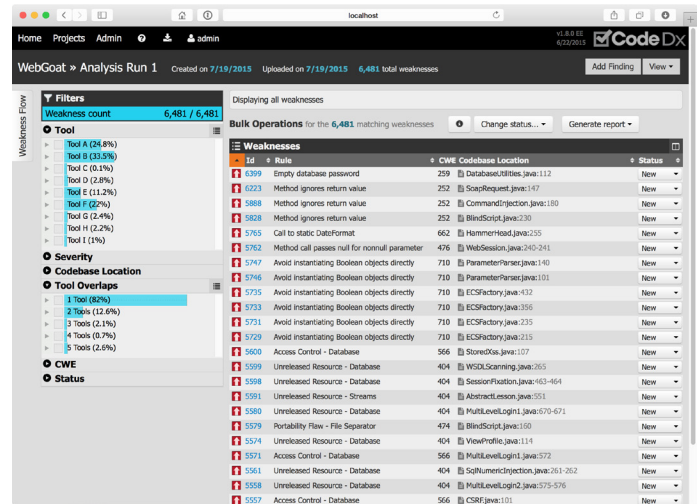 localhost
Home Projects Admin admin
v1.8.0 EE
6/22/2015
Code Dx
WebGoat » Analysis Run 1 Created on 7/19/2015 Uploaded on 7/19/2015 6,481 total weaknesses
Add Finding View
Weakness Flow
Filters
Weakness count 6,481 / 6,481
Tool
Tool A (24.8%)
Tool B (33.5%)
Tool C (0.1%)
Tool D (2.8%)
Tool E (11.2%)
Tool F (22%)
Tool G (2.4%)
Tool H (2.2%)
Tool I (1%)
Severity
Codebase Location
Tool Overlaps
1 Tool (82%)
2 Tools (12.6%)
3 Tools (2.1%)
4 Tools (0.7%)
5 Tools (2.6%)
CWE
Status
Displaying all weaknesses
Bulk Operations for the 6,481 matching weaknesses Change status... Generate report
Weaknesses
Id Rule CWE Codebase Location Status
6399 Empty database password 259 DatabaseUtilities.java:112 New
6223 Method ignores return value 252 SoapRequest.java:147 New
5888 Method ignores return value 252 CommandInjection.java:180 New
5828 Method ignores return value 252 BlindScript.java:230 New
5765 Call to static DateFormat 662 HammerHead.java:255 New
5762 Method call passes null for nonnull parameter 476 WebSession.java:240-241 New
5747 Avoid instantiating Boolean objects directly 710 ParameterParser.java:140 New
5746 Avoid instantiating Boolean objects directly 710 ParameterParser.java:101 New
5735 Avoid instantiating Boolean objects directly 710 ECSFactory.java:432 New
5733 Avoid instantiating Boolean objects directly 710 ECSFactory.java:356 New
5731 Avoid instantiating Boolean objects directly 710 ECSFactory.java:235 New
5729 Avoid instantiating Boolean objects directly 710 ECSFactory.java:215 New
5600 Access Control - Database 566 StoredXss.java:107 New
5599 Unreleased Resource - Database 404 WSDLScanning.java:265 New
5598 Unreleased Resource - Database 404 SessionFixation.java:463-464 New
5591 Unreleased Resource - Streams 404 AbstractLesson.java:551 New
5580 Unreleased Resource - Database 404 MultiLevelLogin1.java:670-671 New
5579 Portability Flaw - File Separator 474 BlindScript.java:160 New
5574 Unreleased Resource - Database 404 ViewProfile.java:114 New
5571 Access Control - Database 566 MultiLevelLogin1.java:572 New
5561 Unreleased Resource - Database 404 SqlNumericInjection.java:261-262 New
5558 Unreleased Resource - Database 404 MultiLevelLogin2.java:575-576 New
5557 Access Control - Database 566 CSRF.java:101 New